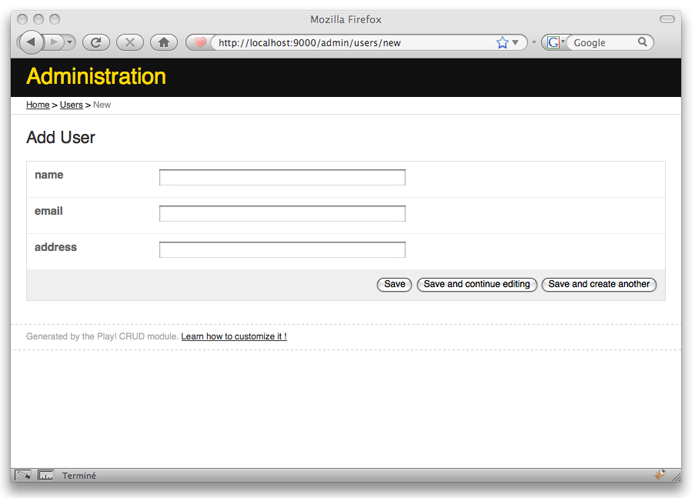 Mozilla Firefox
http://localhost:9000/admin/users/new
Google
Administration
Home > Users > New
Add User
name
email
address
Save Save and continue editing Save and create another
Generated by the Play! CRUD module. Learn how to customize it !
Terminé